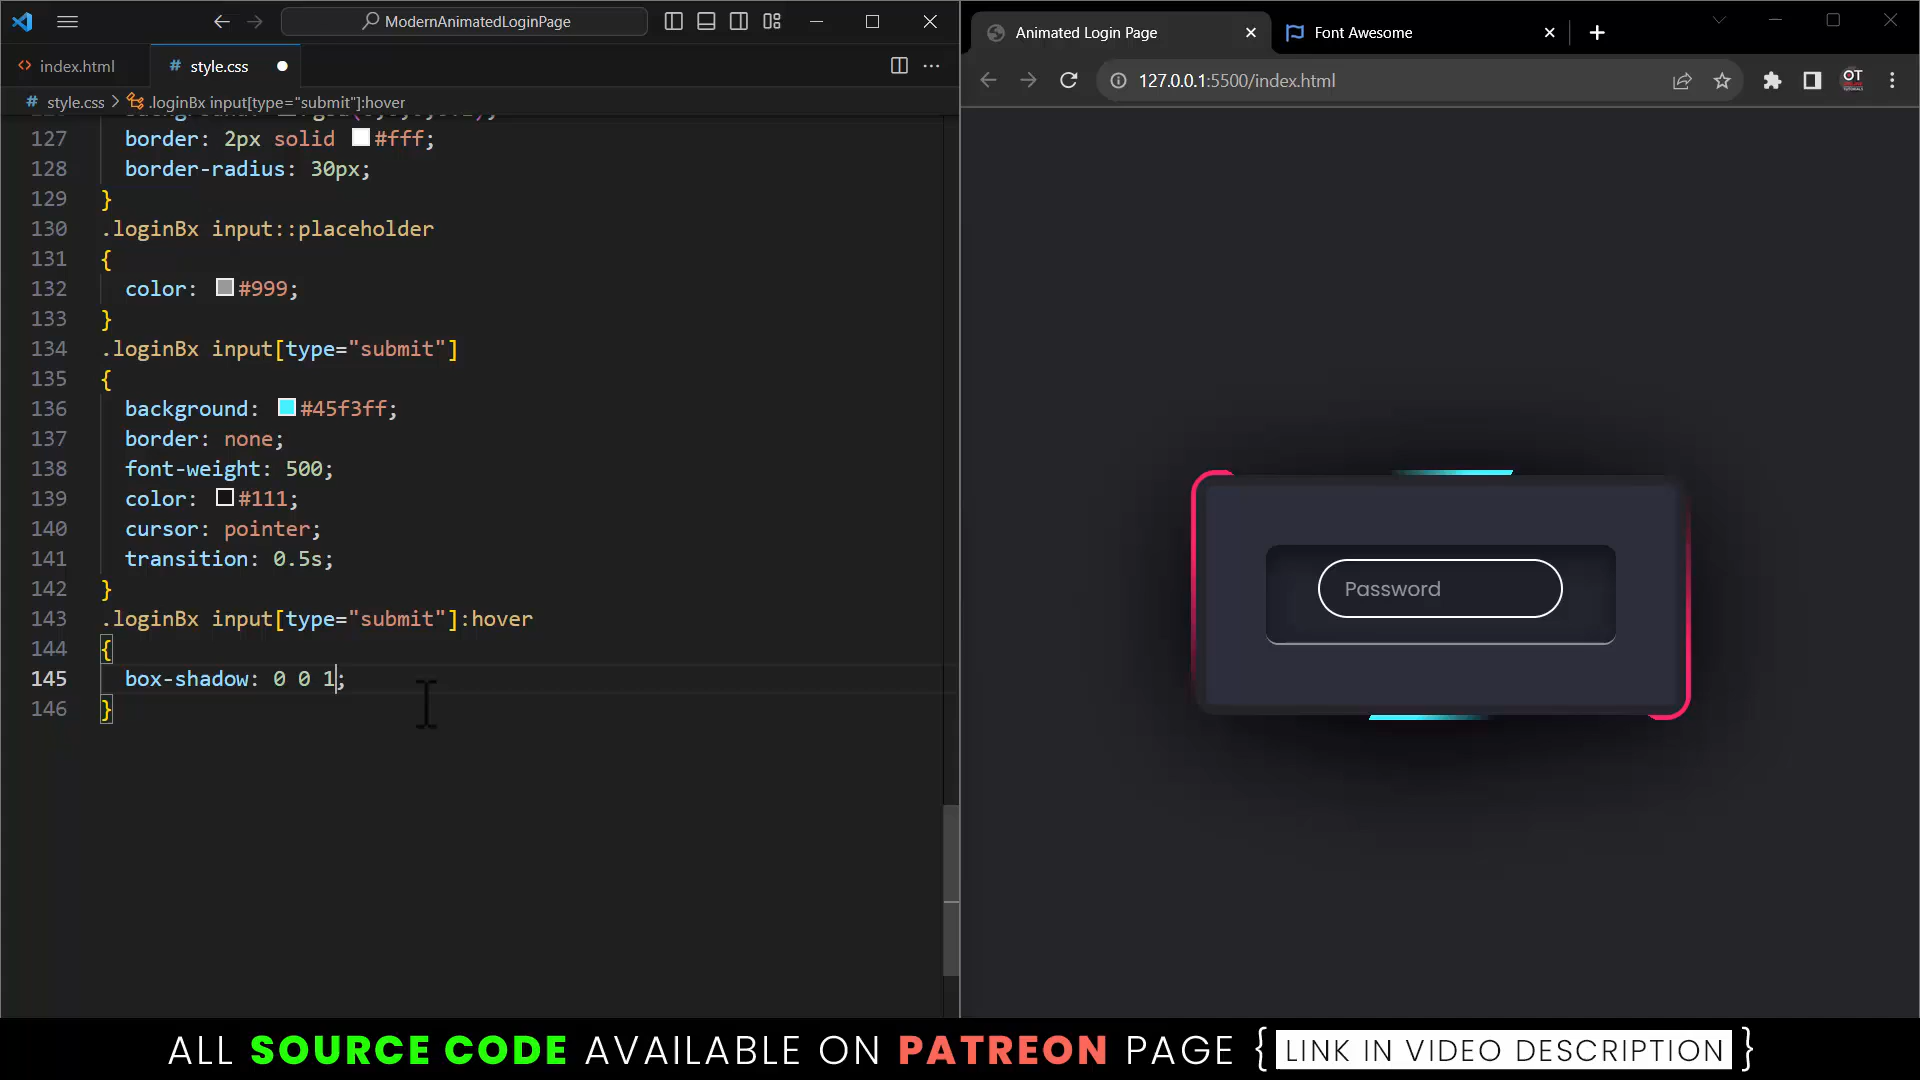 ModernAnimatedLoginPage
index.html
# style.css
# style.css > .loginBx input[type="submit"]:hover
127 border: 2px solid #fff;
128 border-radius: 30px;
129 }
130 .loginBx input::placeholder
131 {
132 color: #999;
133 }
134 .loginBx input[type="submit"]
135 {
136 background: #45f3ff;
137 border: none;
138 font-weight: 500;
139 color: #111;
140 cursor: pointer;
141 transition: 0.5s;
142 }
143 .loginBx input[type="submit"]:hover
144 {
145 box-shadow: 0 0 1;
146 }
Animated Login Page
Font Awesome
127.0.0.1:5500/index.html
OT
Password
ALL SOURCE CODE AVAILABLE ON PATREON PAGE { LINK IN VIDEO DESCRIPTION }